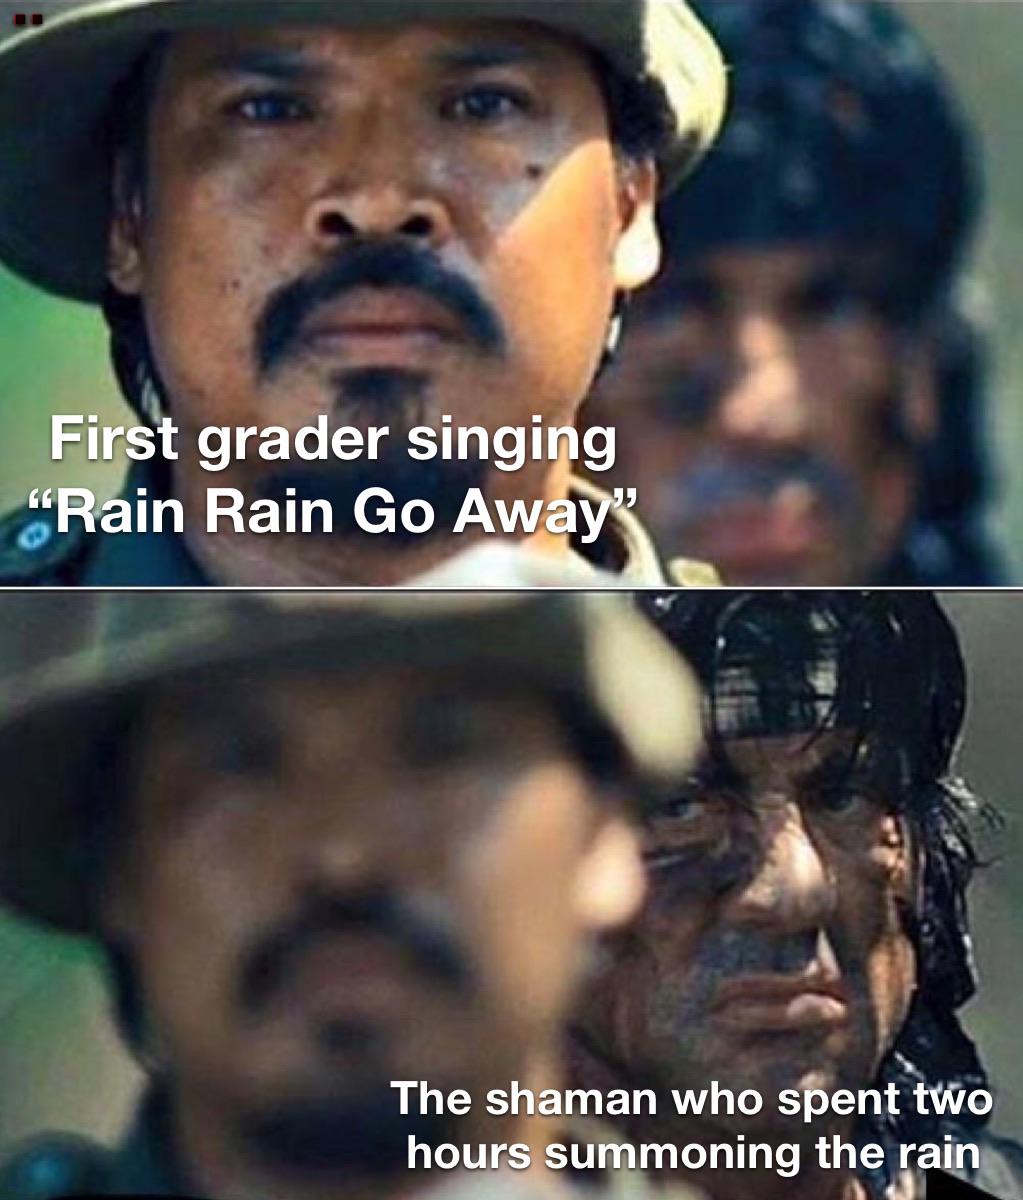 First grader singing
“Rain Rain Go Away”
The shaman who spent two
hours summoning the rain